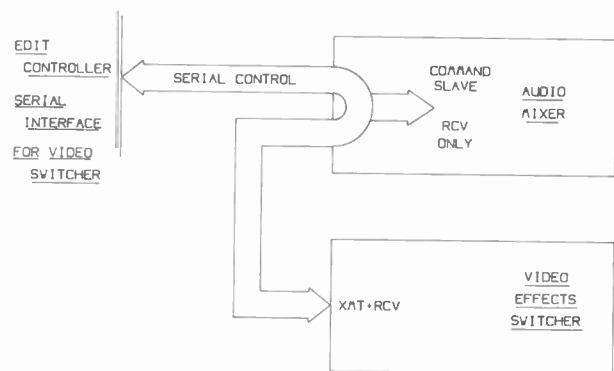 EDIT
CONTROLLER
SERIAL
INTERFACE
FOR VIDEO
SWITCHER
SERIAL CONTROL
COMMAND
SLAVE
RCV
ONLY
AUDIO
MIXER
XMT+RCV
VIDEO
EFFECTS
SWITCHER